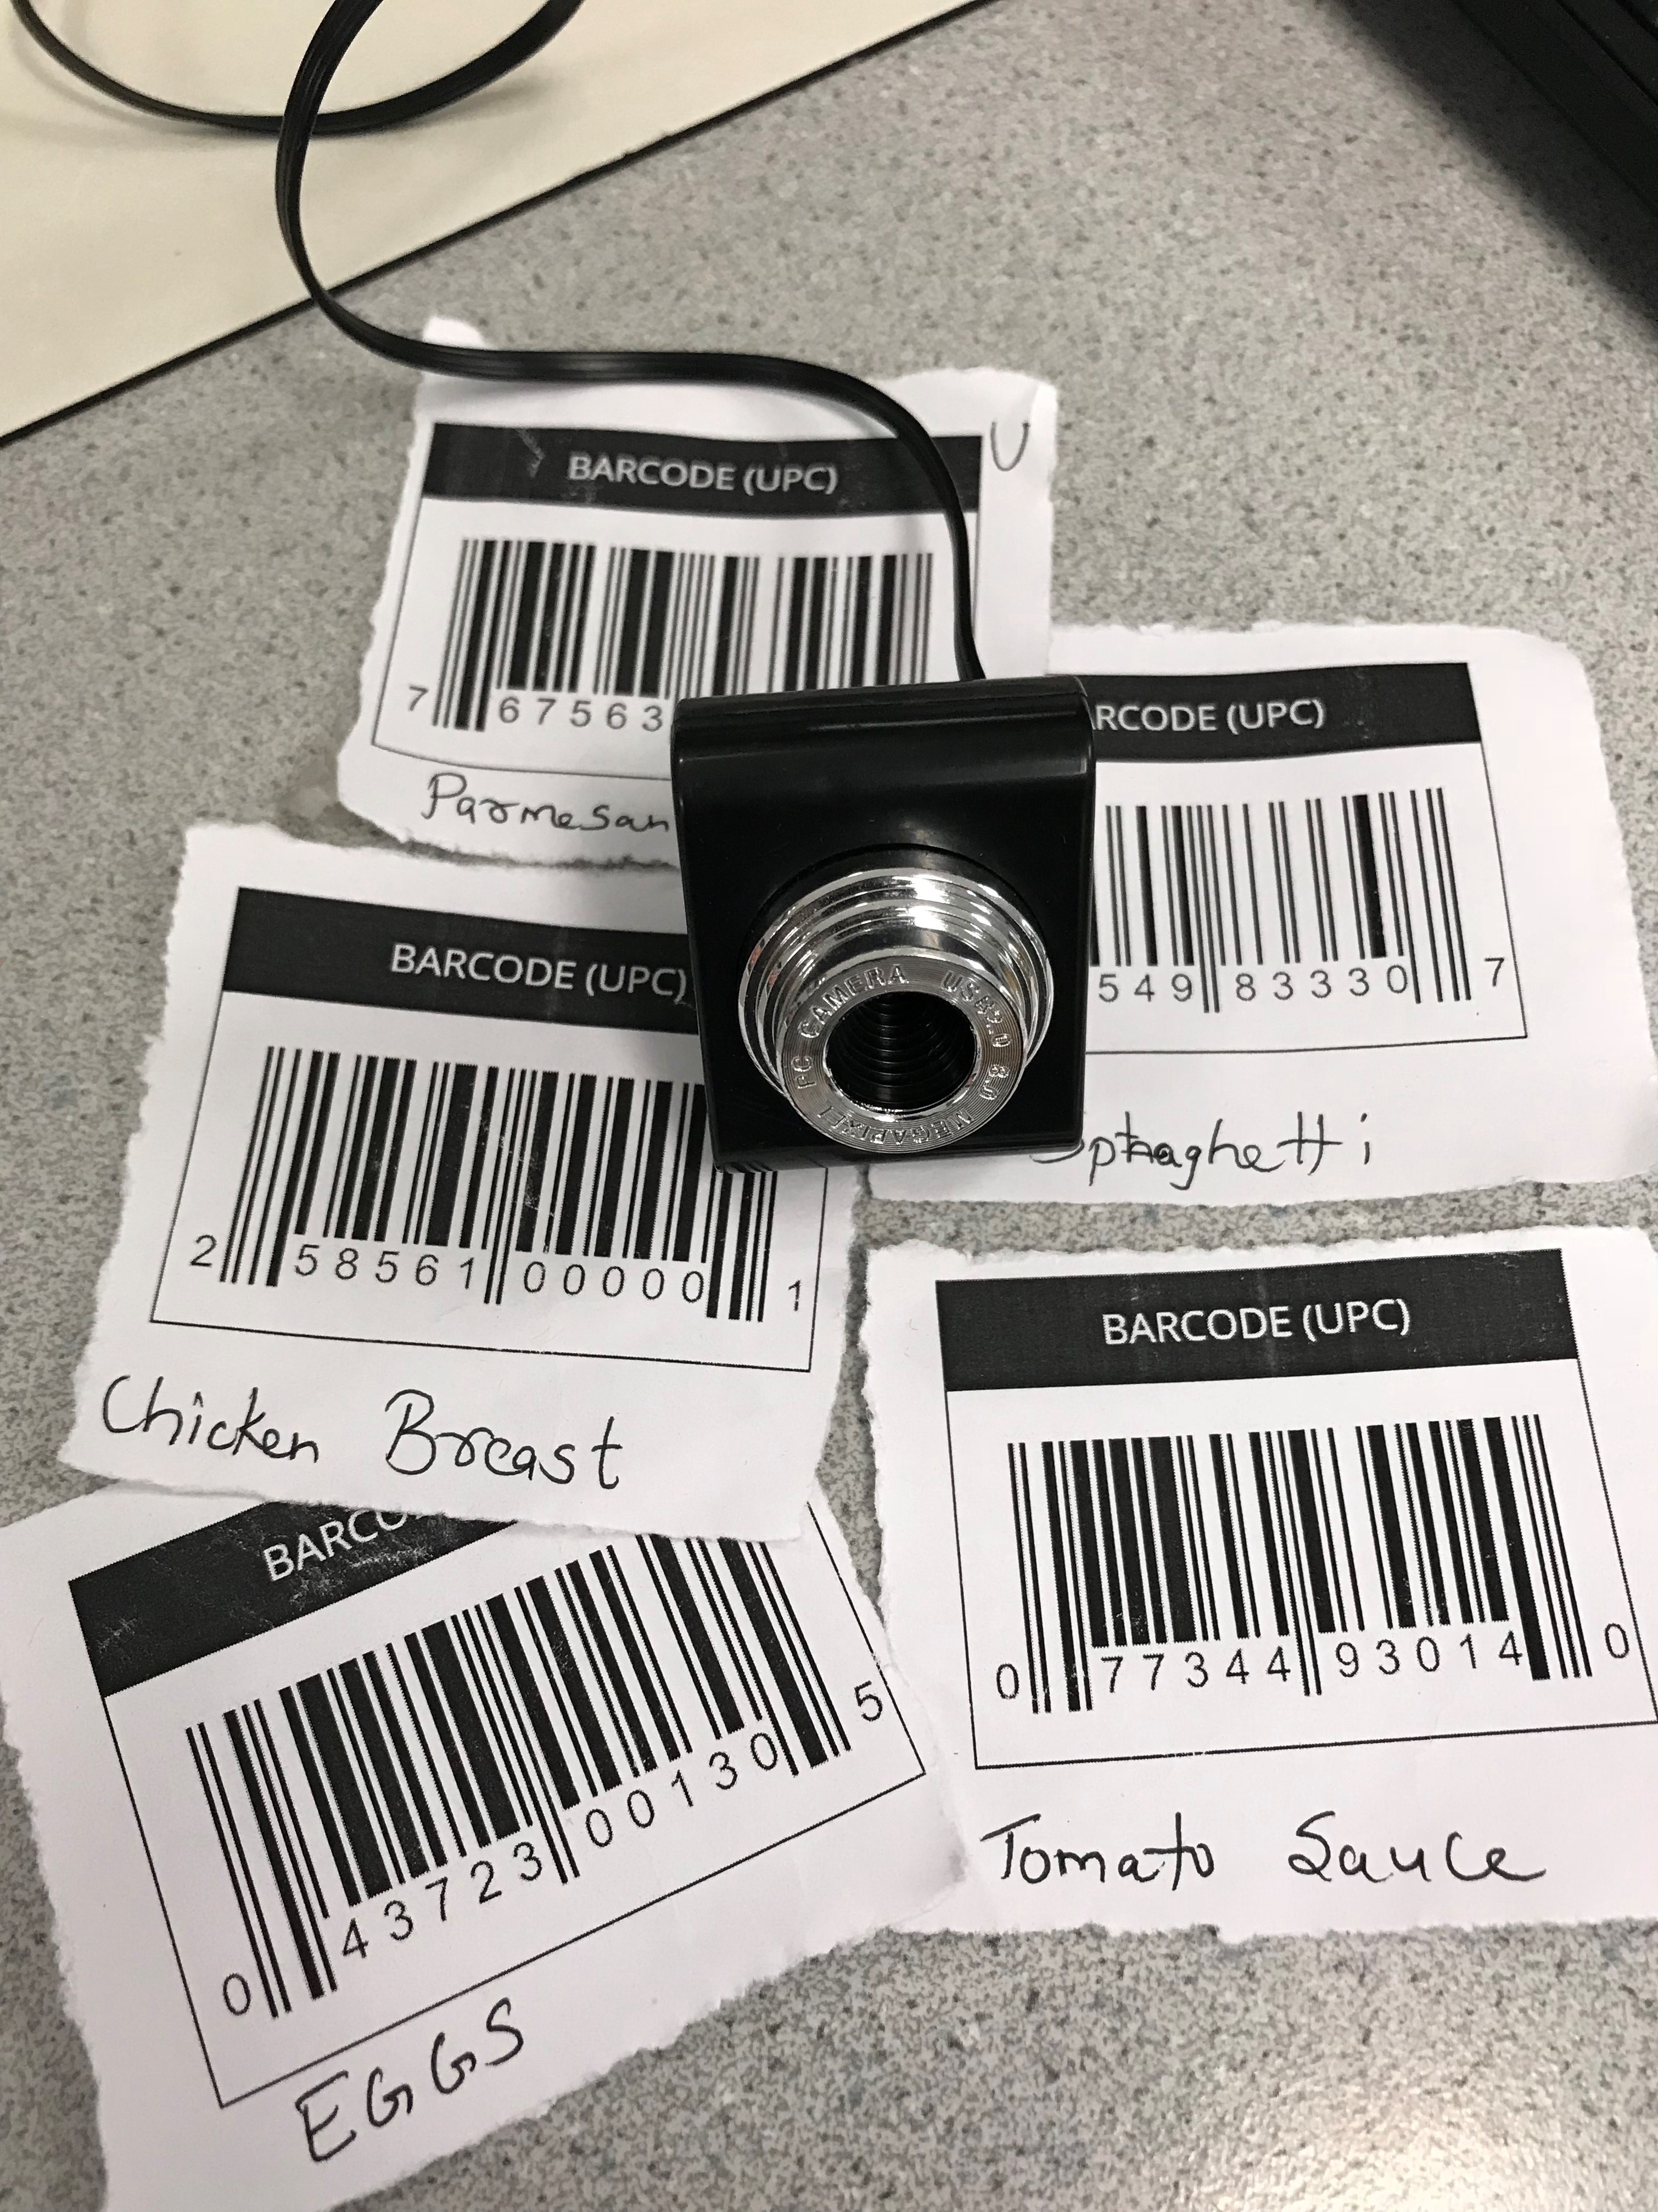 BARCODE (UPC)
U
7 67563
Parmesan
RCODE (UPC)
549 83330 7
Spthaghetti
BARCODE (UPC)
2 58561 00000 1
Chicken Breast
PC CAMERA USB2.0 8.0 MEGAPIXEL
BARCODE (UPC)
0 77344 93014 0
Tomato Sauce
BARCO
0 43723 00130 5
EGGS